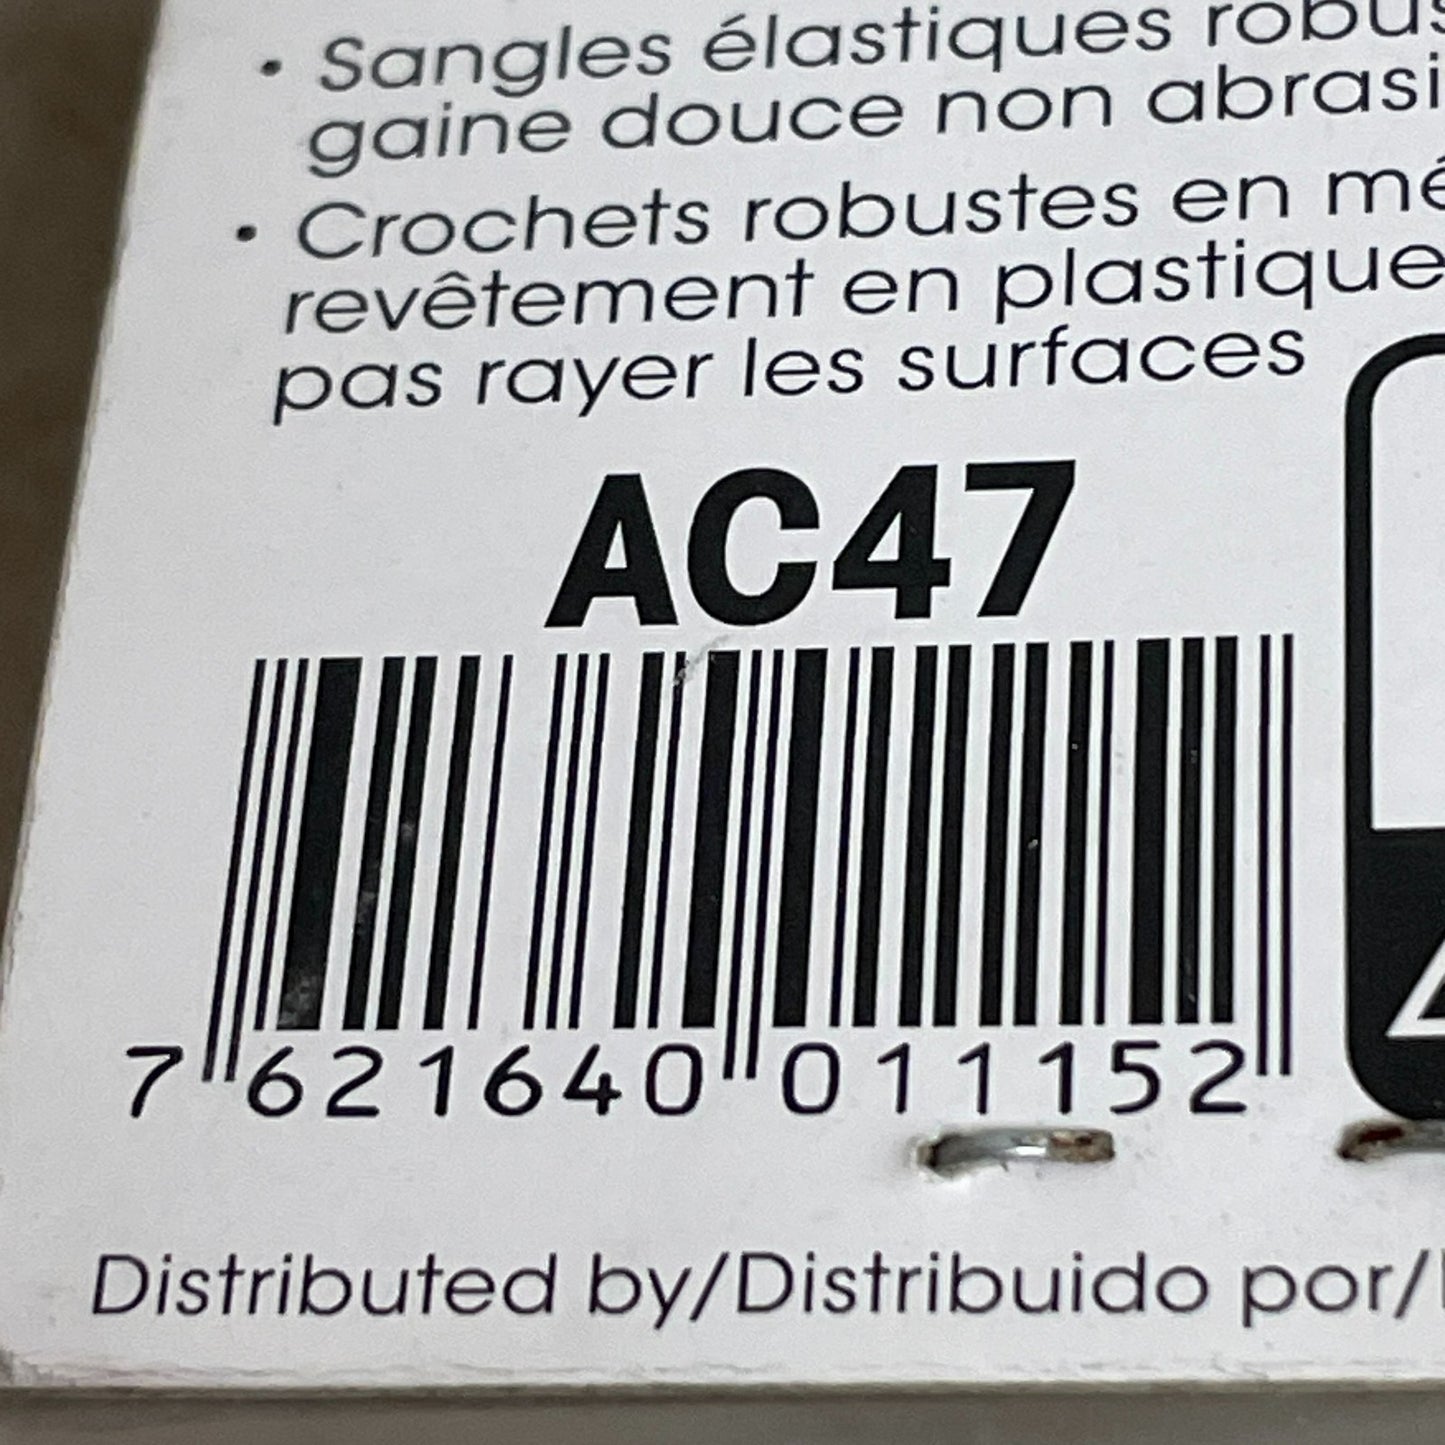 • Sangles élastiques
gaine douce non
• Crochets robustes en
revêtement en plastique
pas rayer les surfaces
AC47
7 621640 011152
Distributed by/Distribuido por/